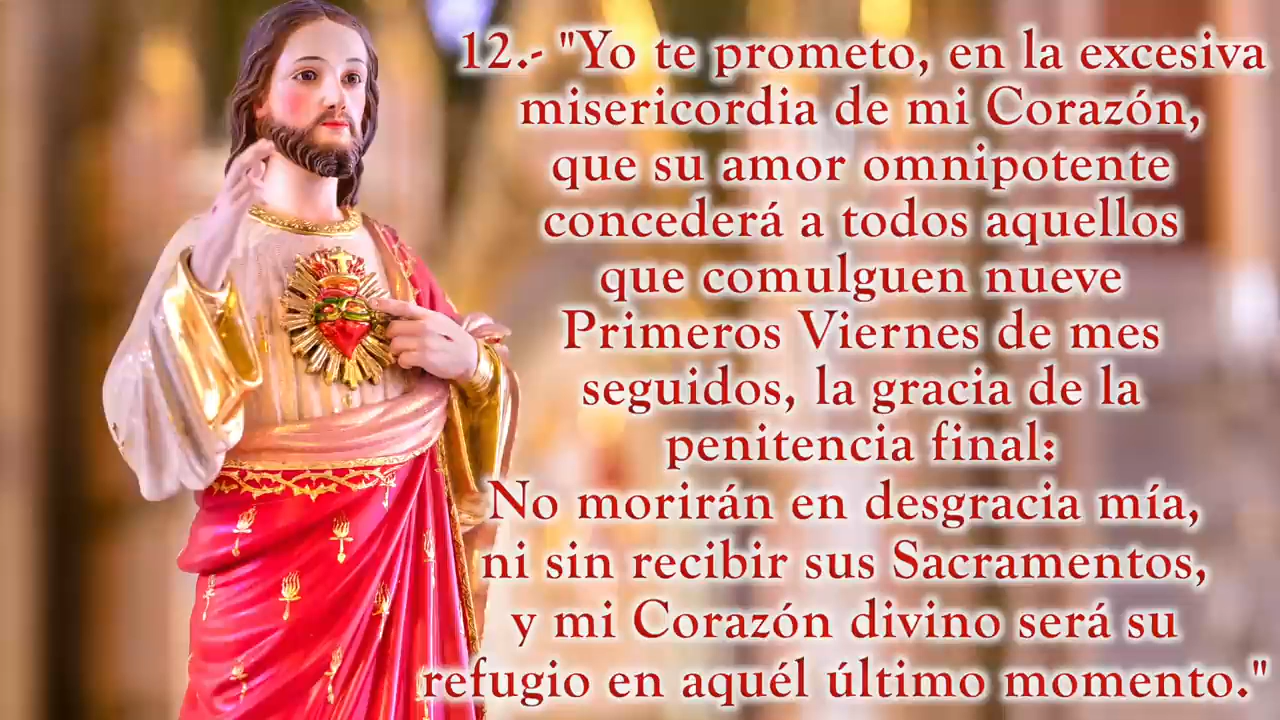 12.- "Yo te prometo, en la excesiva
misericordia de mi Corazón,
que su amor omnipotente
concederá a todos aquellos
que comulguen nueve
Primeros Viernes de mes
seguidos, la gracia de la
penitencia final:
No morirán en desgracia mía,
ni sin recibir sus Sacramentos,
y mi Corazón divino será su
refugio en aquél último momento."